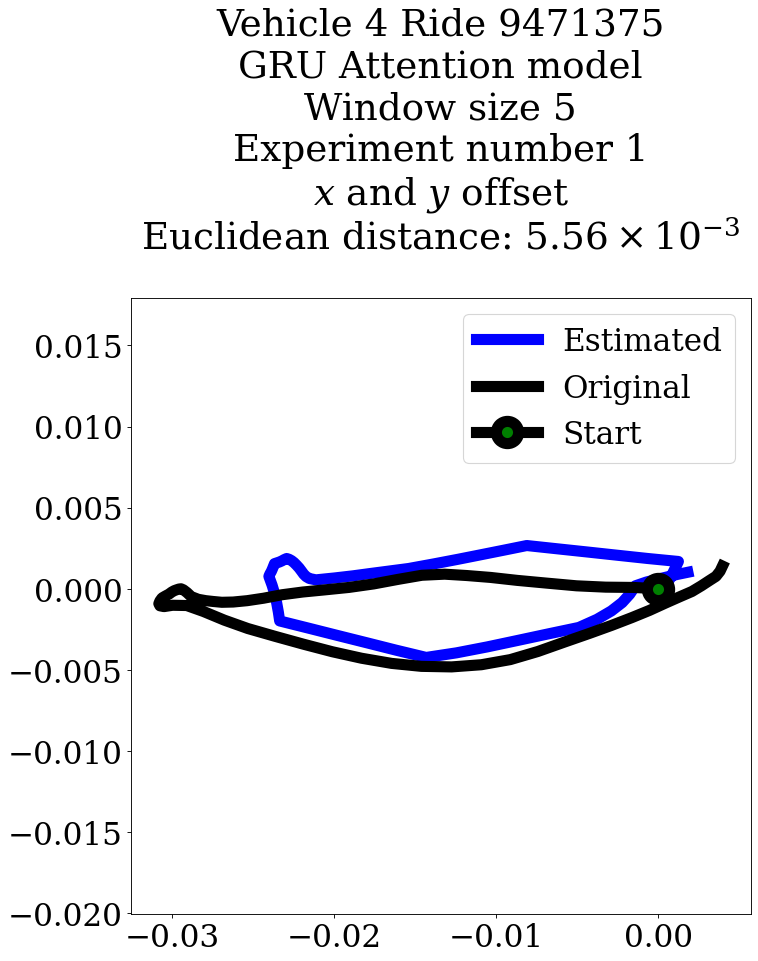 Vehicle 4 Ride 9471375
GRU Attention model
Window size 5
Experiment number 1
x and y offset
Euclidean distance: 5.56 × 10⁻³
Estimated
Original
Start
0.015
0.010
0.005
0.000
−0.005
−0.010
−0.015
−0.020
−0.03 −0.02 −0.01 0.00